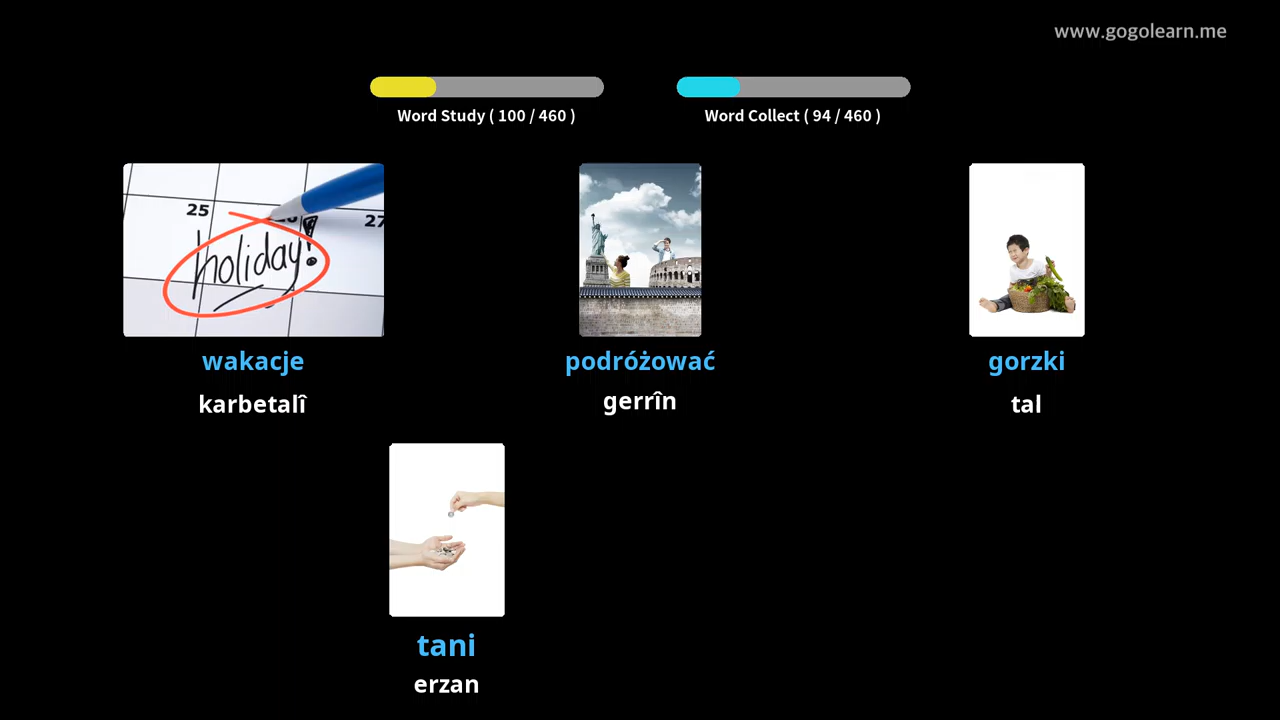 www.gogolearn.me
Word Study ( 100 / 460 )
Word Collect ( 94 / 460 )
25
27
holiday!
wakacje
karbetalî
podróżować
gerrîn
gorzki
tal
tani
erzan